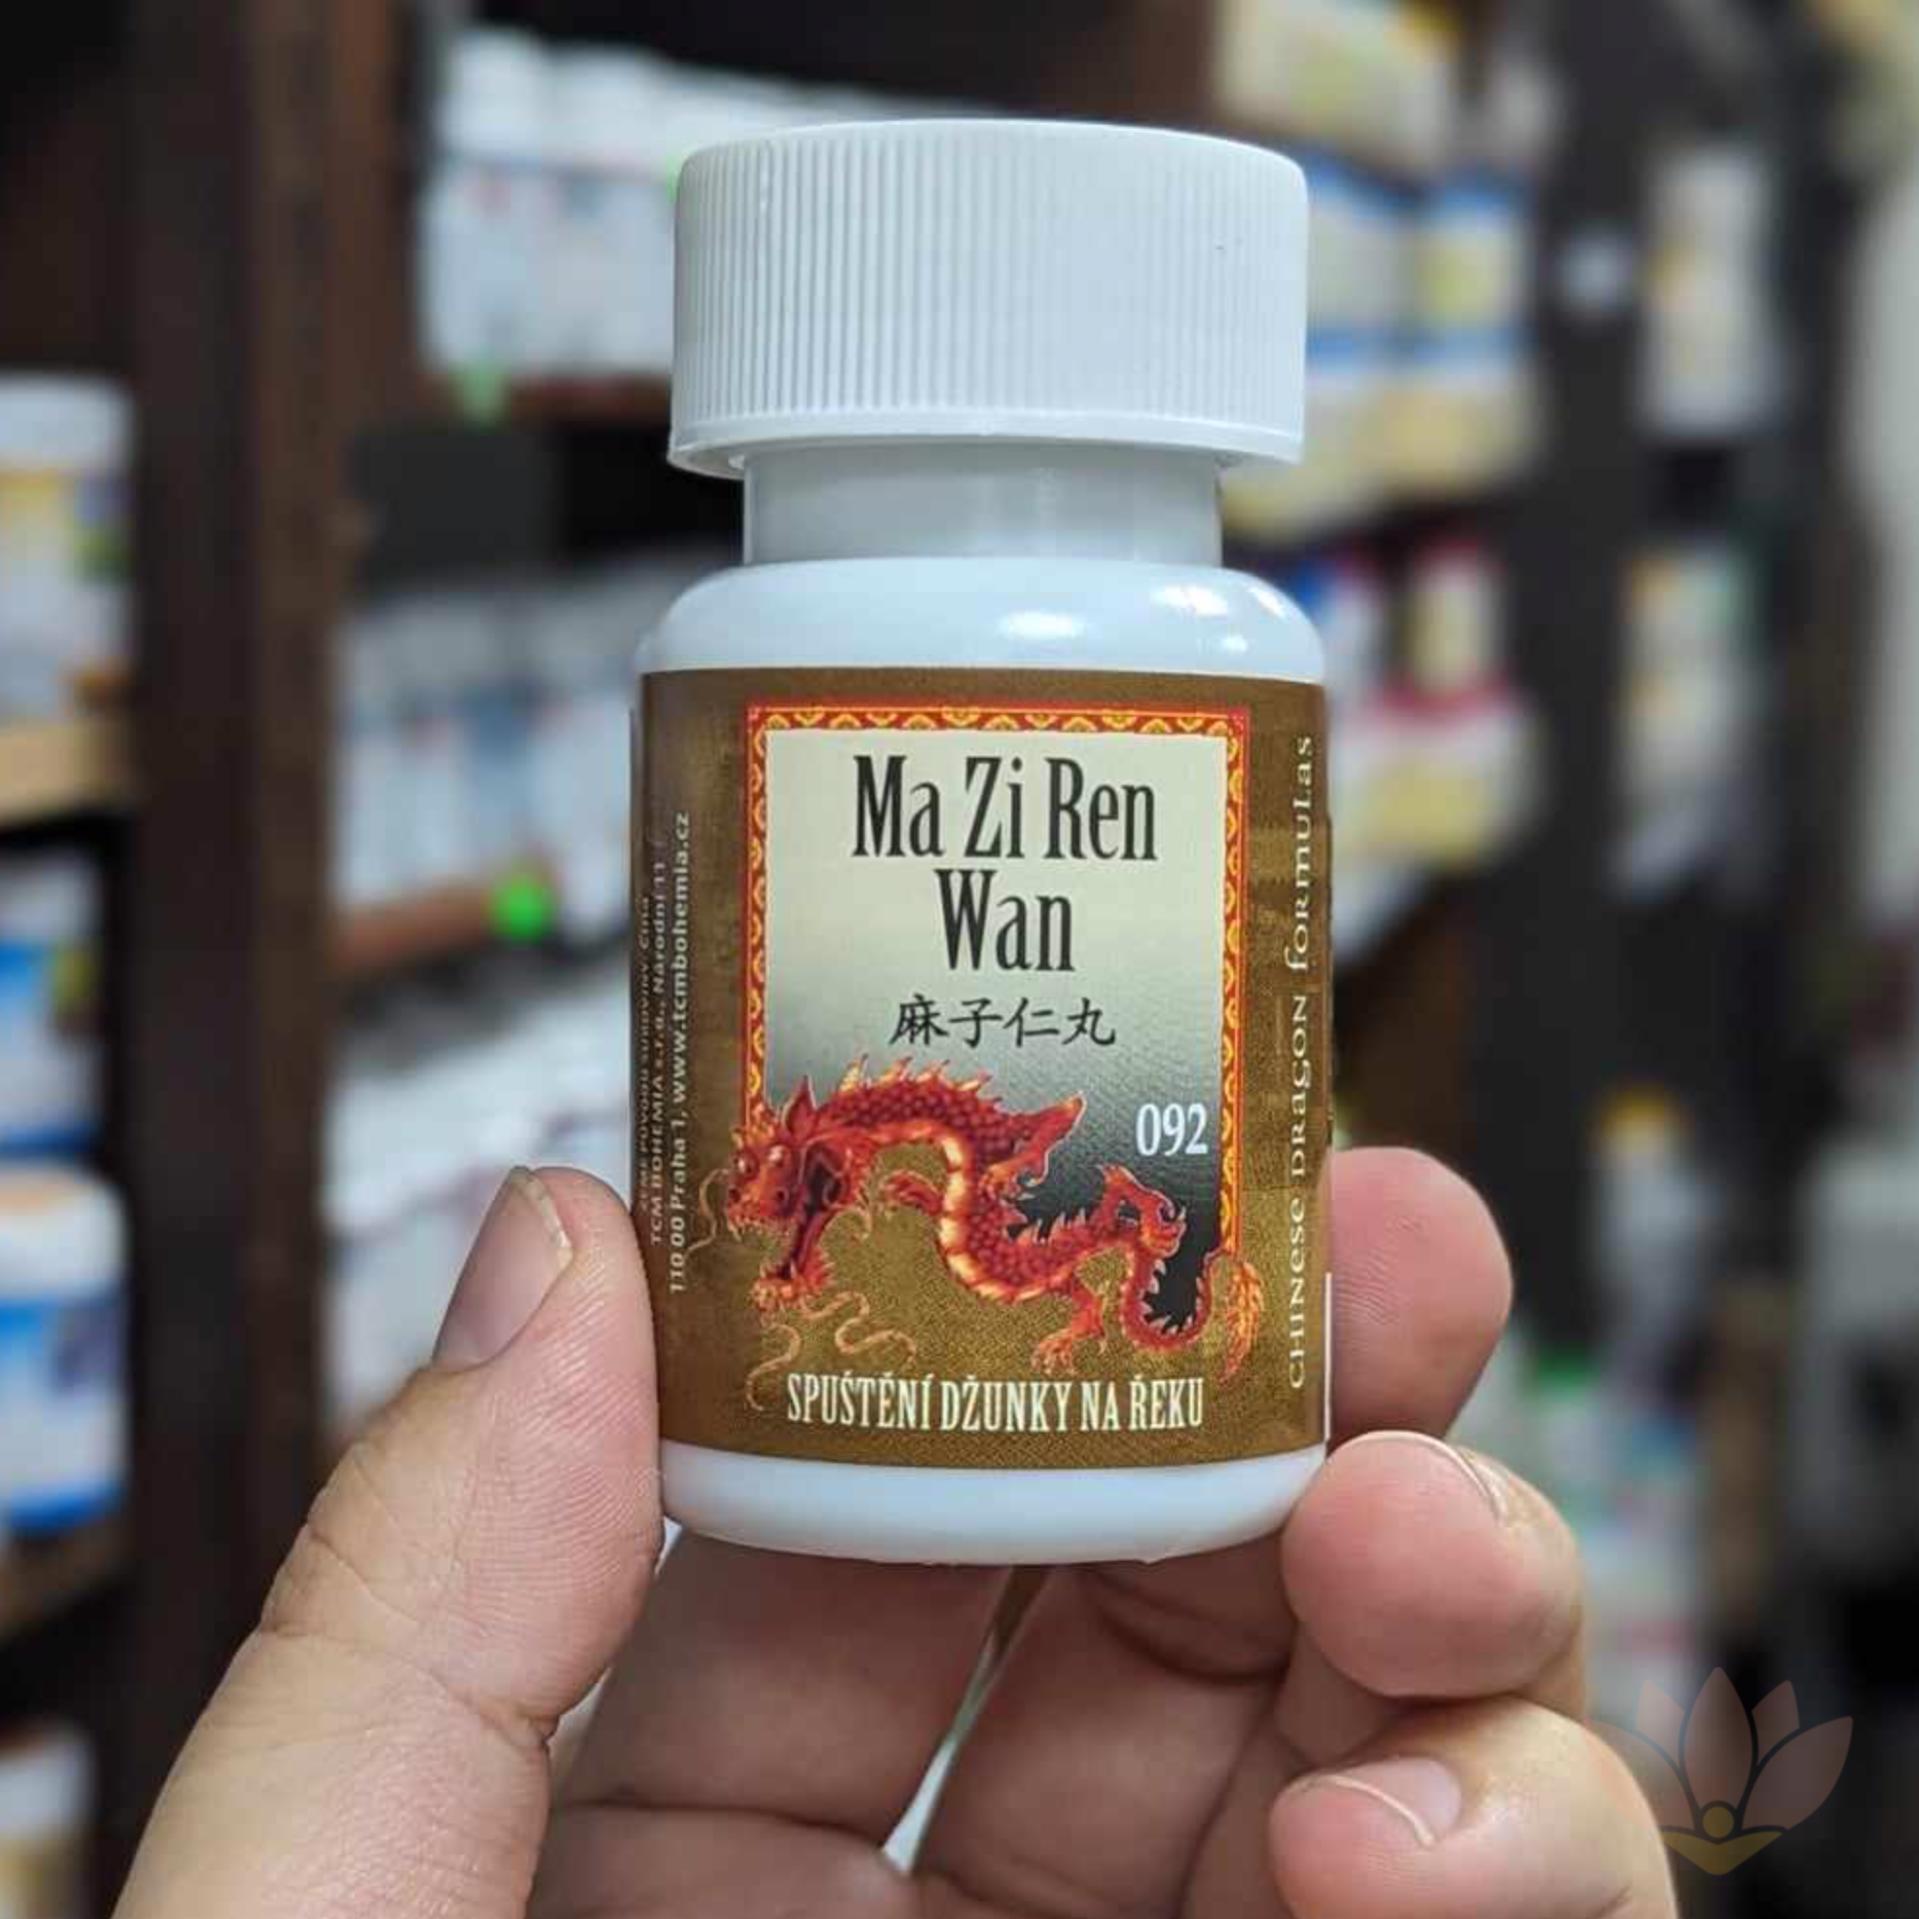 Ma Zi Ren
Wan
麻子仁丸
092
SPUŠTĚNÍ DŽUNKY NA ŘEKU
CHINESE DRAGON FORMULAS
TCM BOHEMIA s.r.o., Národní 11
110 00 Praha 1, www.tcmbohemia.cz